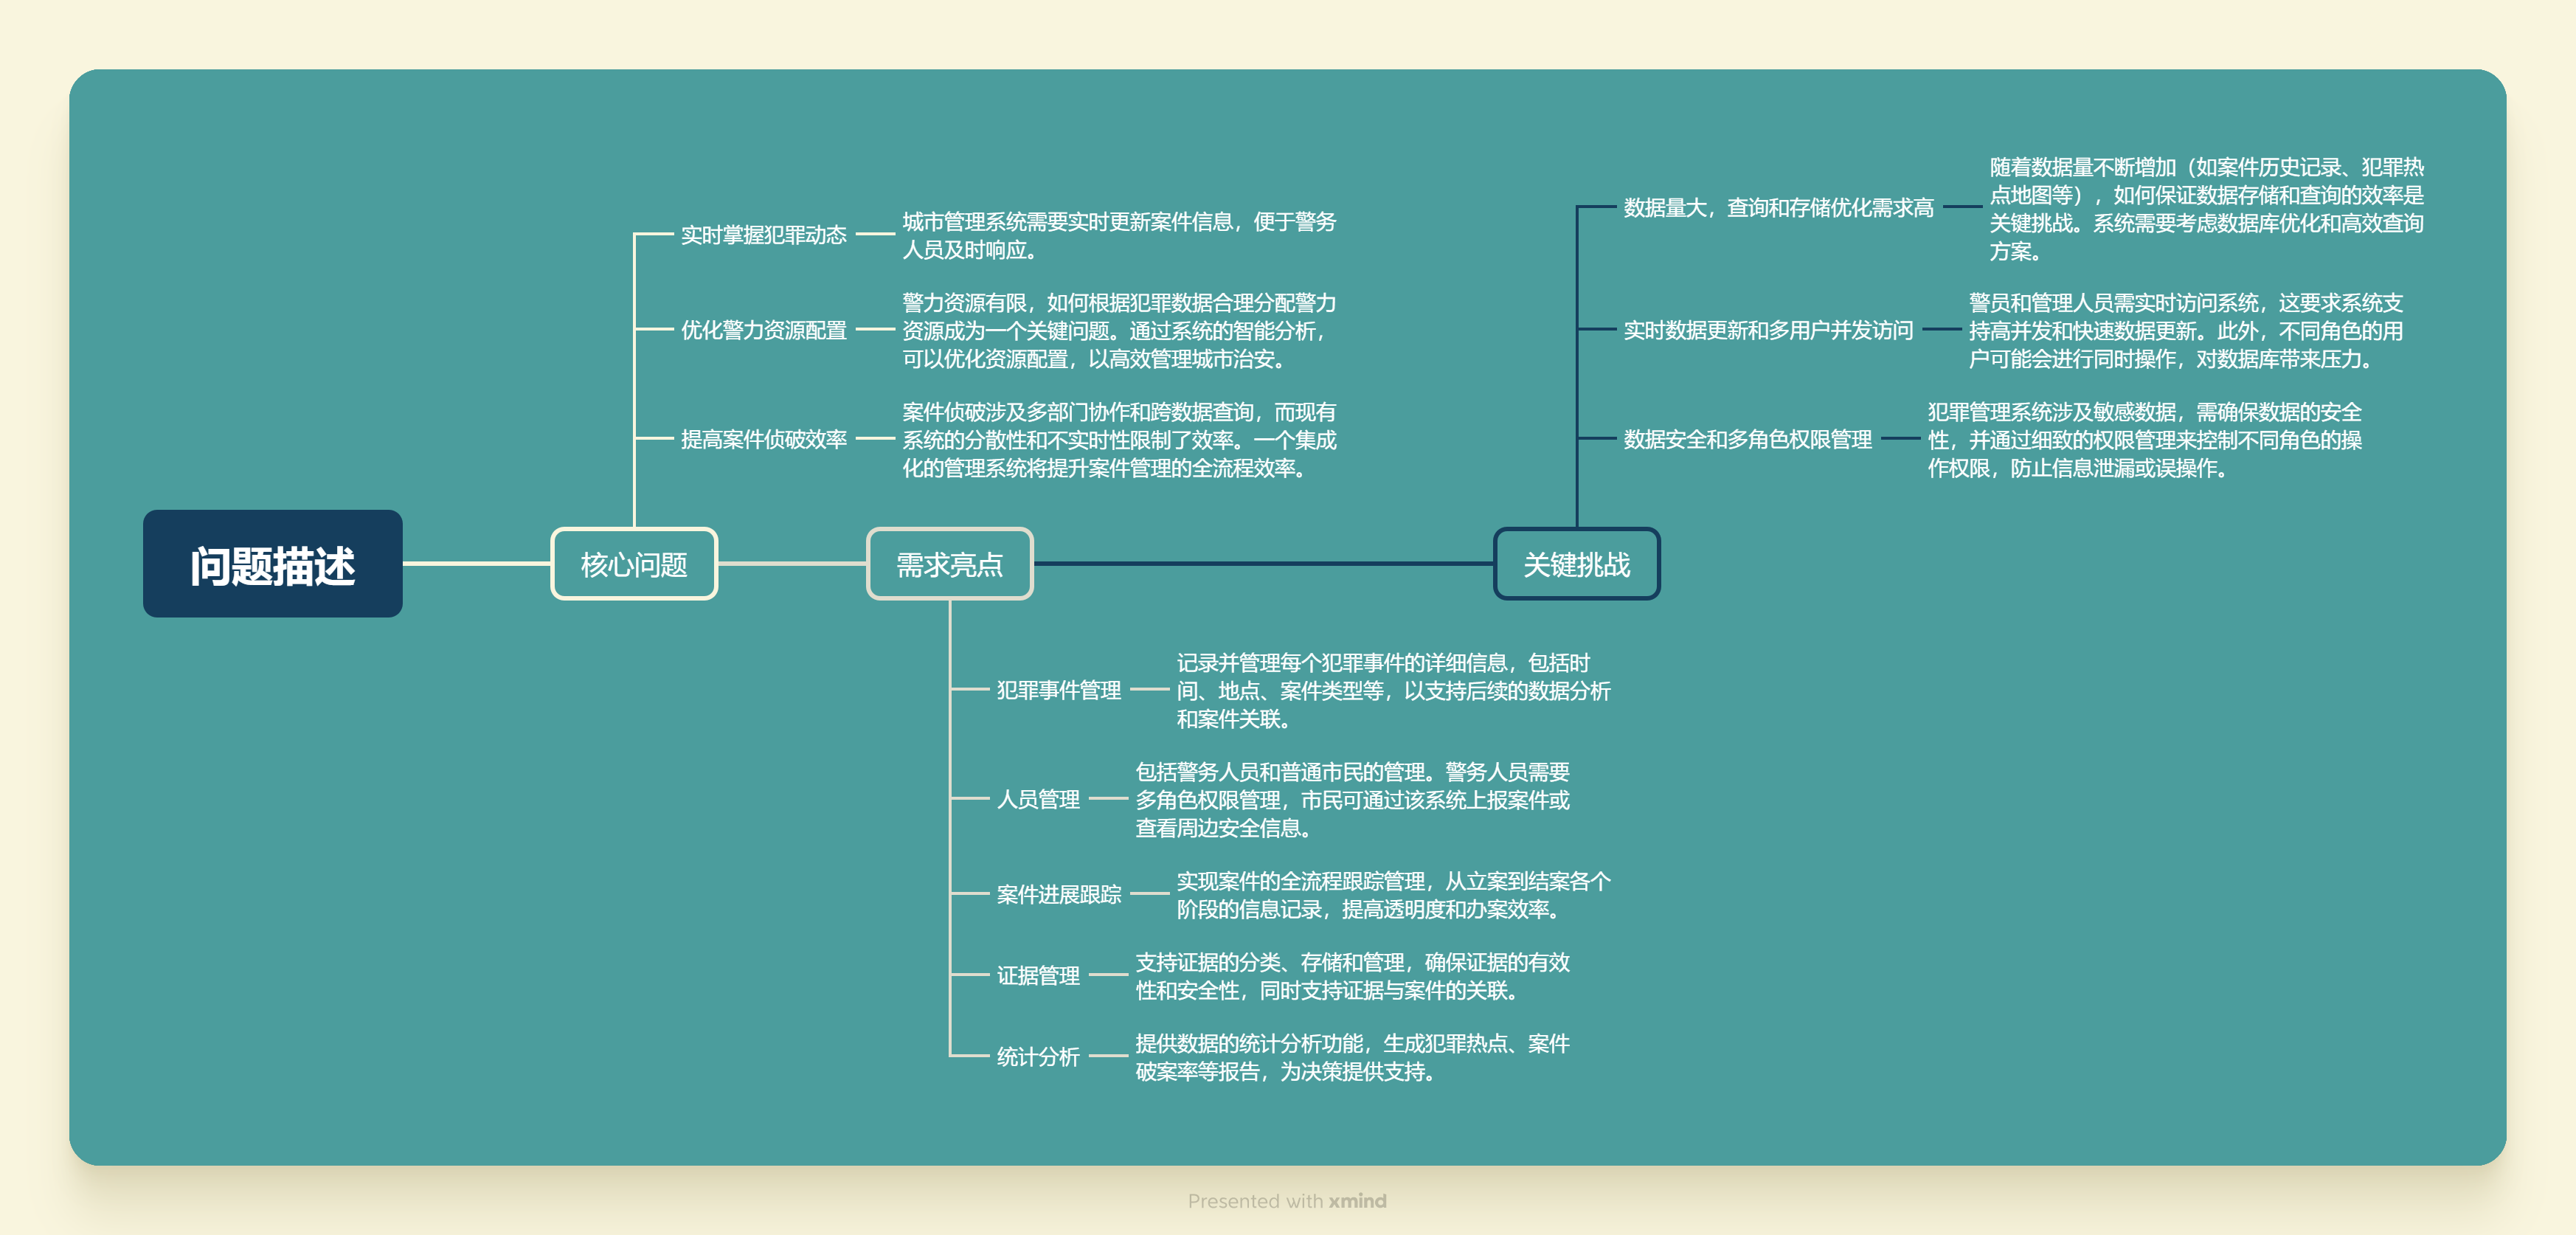 问题描述
核心问题
实时掌握犯罪动态
城市管理系统需要实时更新案件信息，便于警务
人员及时响应。
优化警力资源配置
警力资源有限，如何根据犯罪数据合理分配警力
资源成为一个关键问题。通过系统的智能分析，
可以优化资源配置，以高效管理城市治安。
提高案件侦破效率
案件侦破涉及多部门协作和跨数据查询，而现有
系统的分散性和不实时性限制了效率。一个集成
化的管理系统将提升案件管理的全流程效率。
需求亮点
犯罪事件管理
记录并管理每个犯罪事件的详细信息，包括时
间、地点、案件类型等，以支持后续的数据分析
和案件关联。
人员管理
包括警务人员和普通市民的管理。警务人员需要
多角色权限管理，市民可通过该系统上报案件或
查看周边安全信息。
案件进展跟踪
实现案件的全流程跟踪管理，从立案到结案各个
阶段的信息记录，提高透明度和办案效率。
证据管理
支持证据的分类、存储和管理，确保证据的有效
性和安全性，同时支持证据与案件的关联。
统计分析
提供数据的统计分析功能，生成犯罪热点、案件
破案率等报告，为决策提供支持。
关键挑战
数据量大，查询和存储优化需求高
随着数据量不断增加（如案件历史记录、犯罪热
点地图等），如何保证数据存储和查询的效率是
关键挑战。系统需要考虑数据库优化和高效查询
方案。
实时数据更新和多用户并发访问
警员和管理人员需实时访问系统，这要求系统支
持高并发和快速数据更新。此外，不同角色的用
户可能会进行同时操作，对数据库带来压力。
数据安全和多角色权限管理
犯罪管理系统涉及敏感数据，需确保数据的安全
性，并通过细致的权限管理来控制不同角色的操
作权限，防止信息泄漏或误操作。
Presented with xmind